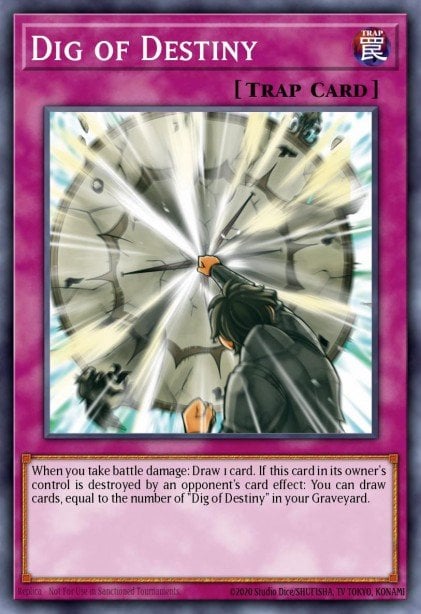 Dig of Destiny
TRAP
罠
[Trap Card]
When you take battle damage: Draw 1 card. If this card in its owner's
control is destroyed by an opponent's card effect: You can draw
cards, equal to the number of "Dig of Destiny" in your Graveyard.
Replica - Not For Use in Sanctioned Tournaments
©2020 Studio Dice/SHUEISHA, TV TOKYO, KONAMI